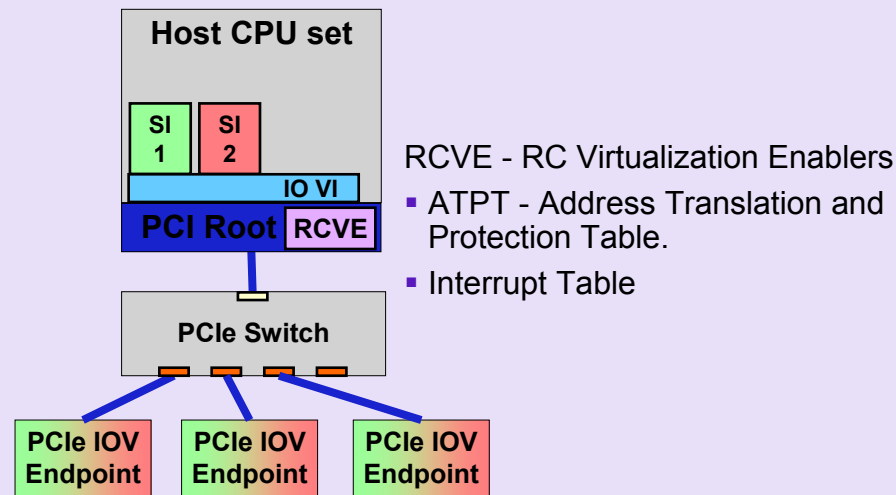 Host CPU set
SI
1
SI
2
IO VI
PCI Root
RCVE
PCIe Switch
PCIe IOV
Endpoint
PCIe IOV
Endpoint
PCIe IOV
Endpoint
RCVE - RC Virtualization Enablers
▪ ATPT - Address Translation and
Protection Table.
▪ Interrupt Table